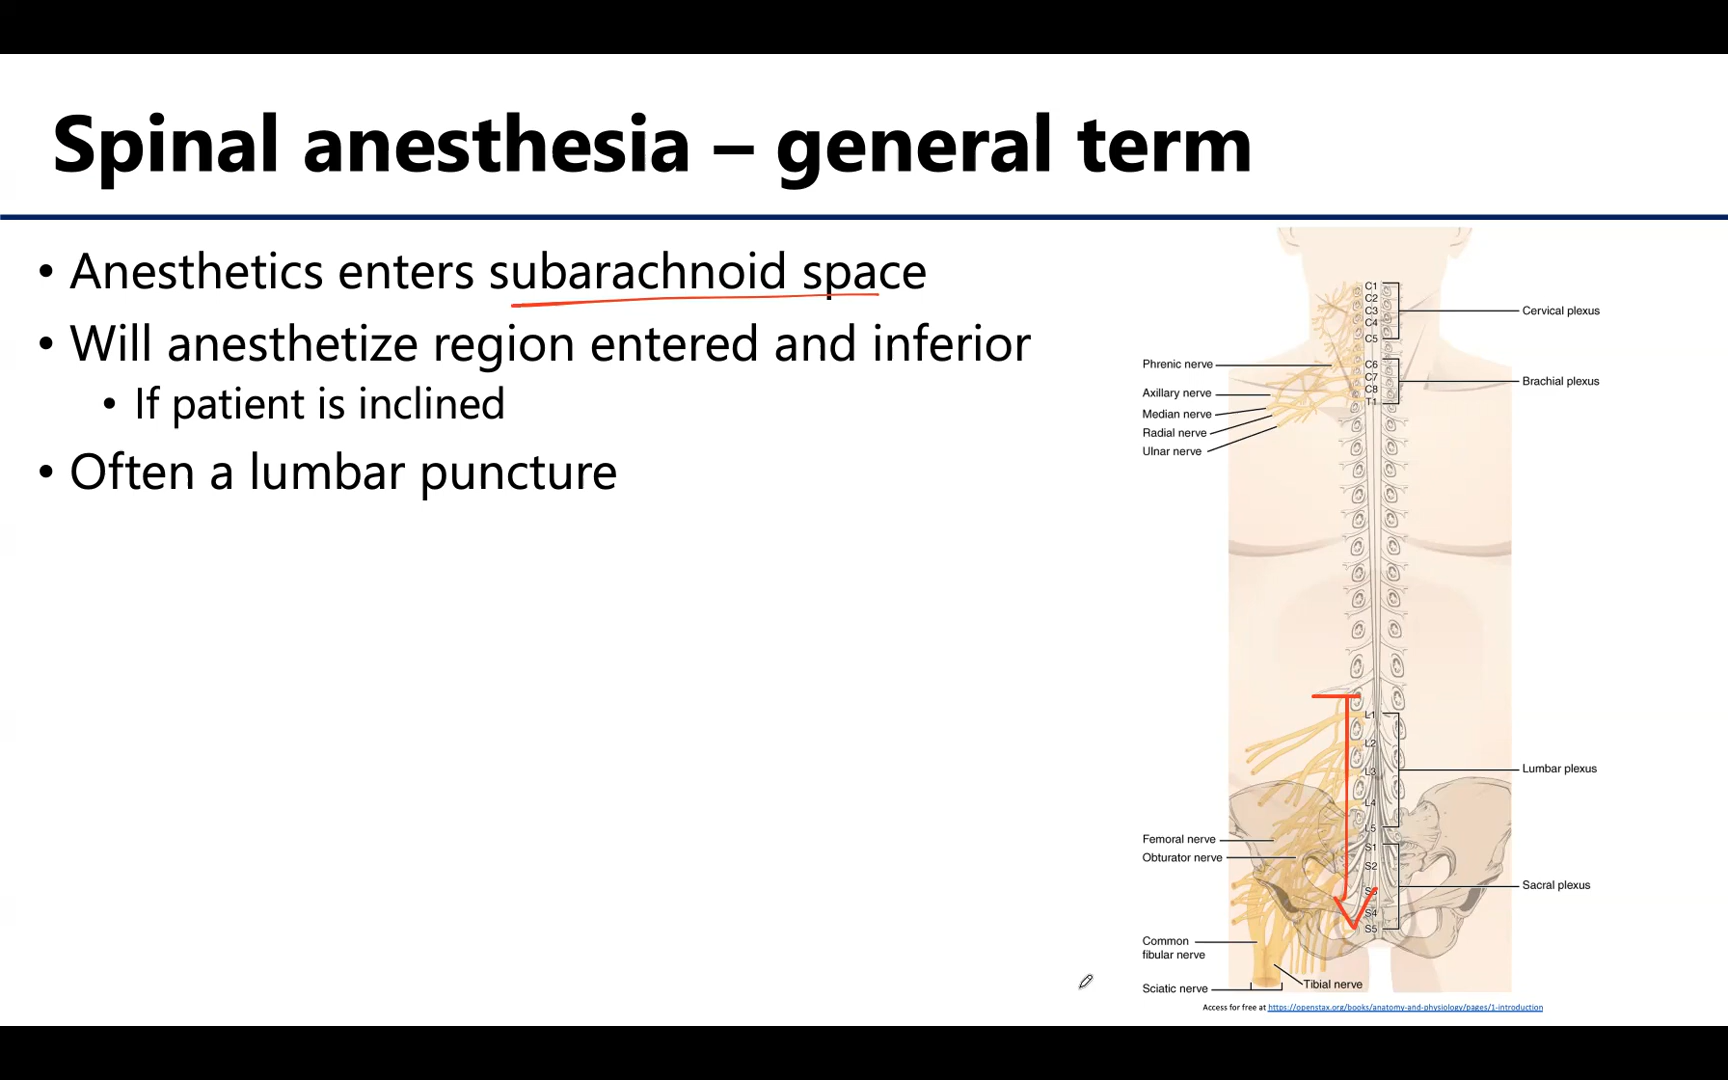 Spinal anesthesia – general term
• Anesthetics enters subarachnoid space
• Will anesthetize region entered and inferior
• If patient is inclined
• Often a lumbar puncture
C1
C2
C3
C4
C5
Cervical plexus
Phrenic nerve
C6
C7
C8
T1
Brachial plexus
Axillary nerve
Median nerve
Radial nerve
Ulnar nerve
L1
L2
L3
L4
L5
Lumbar plexus
Femoral nerve
Obturator nerve
S1
S2
S3
S4
S5
Sacral plexus
Common
fibular nerve
Sciatic nerve
Tibial nerve
Access for free at https://openstax.org/books/anatomy-and-physiology/pages/1-introduction